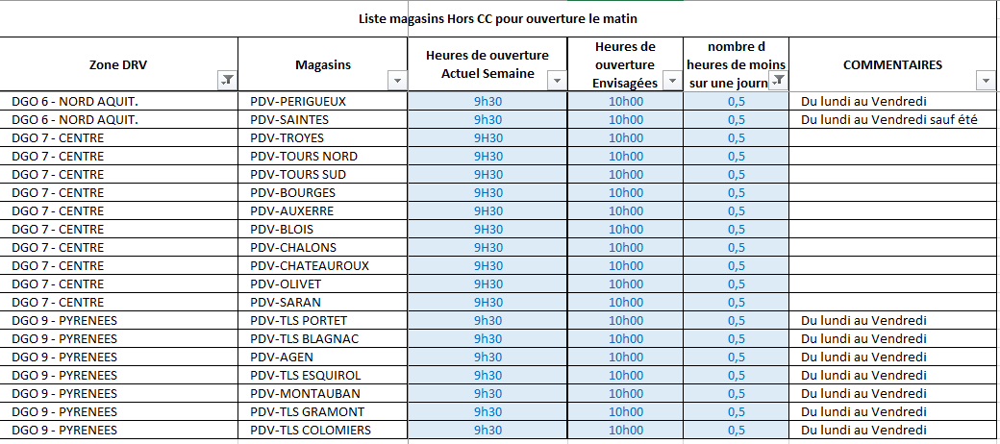 Liste magasins Hors CC pour ouverture le matin
Zone DRV Magasins Heures de ouverture Actuel Semaine Heures de ouverture Envisagées nombre d heures de moins sur une journ COMMENTAIRES
DGO 6 - NORD AQUIT. PDV-PERIGUEUX 9h30 10h00 0,5 Du lundi au Vendredi
DGO 6 - NORD AQUIT. PDV-SAINTES 9h30 10h00 0,5 Du lundi au Vendredi sauf été
DGO 7 - CENTRE PDV-TROYES 9H30 10h00 0,5
DGO 7 - CENTRE PDV-TOURS NORD 9H30 10h00 0,5
DGO 7 - CENTRE PDV-TOURS SUD 9H30 10h00 0,5
DGO 7 - CENTRE PDV-BOURGES 9H30 10h00 0,5
DGO 7 - CENTRE PDV-AUXERRE 9H30 10h00 0,5
DGO 7 - CENTRE PDV-BLOIS 9H30 10h00 0,5
DGO 7 - CENTRE PDV-CHALONS 9H30 10h00 0,5
DGO 7 - CENTRE PDV-CHATEAUROUX 9H30 10h00 0,5
DGO 7 - CENTRE PDV-OLIVET 9H30 10h00 0,5
DGO 7 - CENTRE PDV-SARAN 9H30 10h00 0,5
DGO 9 - PYRENEES PDV-TLS PORTET 9h30 10h00 0,5 Du lundi au Vendredi
DGO 9 - PYRENEES PDV-TLS BLAGNAC 9h30 10h00 0,5 Du lundi au Vendredi
DGO 9 - PYRENEES PDV-AGEN 9h30 10h00 0,5 Du lundi au Vendredi
DGO 9 - PYRENEES PDV-TLS ESQUIROL 9h30 10h00 0,5 Du lundi au Vendredi
DGO 9 - PYRENEES PDV-MONTAUBAN 9h30 10h00 0,5 Du lundi au Vendredi
DGO 9 - PYRENEES PDV-TLS GRAMONT 9h30 10h00 0,5 Du lundi au Vendredi
DGO 9 - PYRENEES PDV-TLS COLOMIERS 9h30 10h00 0,5 Du lundi au Vendredi